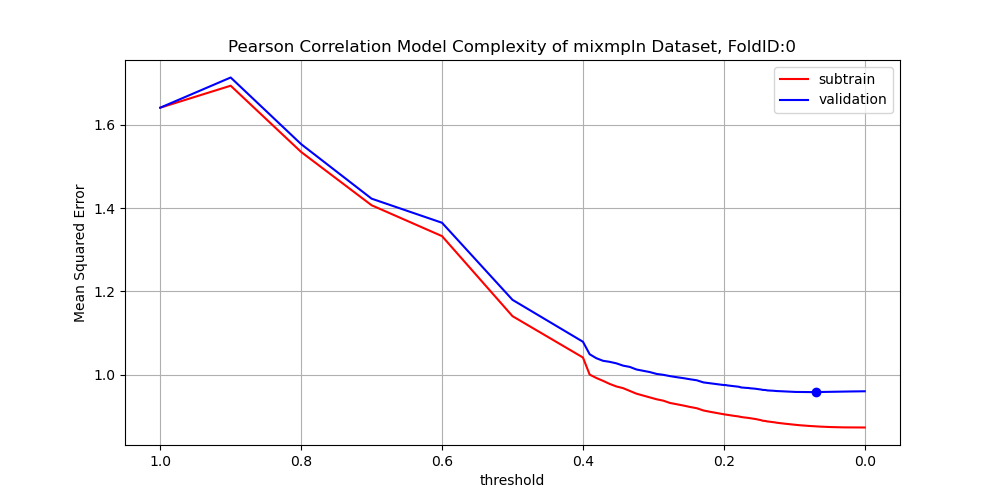 Pearson Correlation Model Complexity of mixmpln Dataset, FoldID:0
subtrain
validation
Mean Squared Error
1.6
1.4
1.2
1.0
1.0 0.8 0.6 0.4 0.2 0.0
threshold